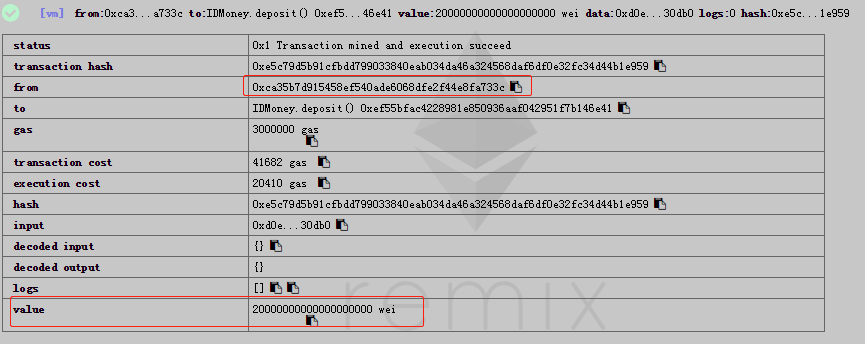 [vm] from:0xca3...a733c to:IDMoney.deposit() 0xef5...46e41 value:20000000000000000000 wei data:0xd0e...30db0 logs:0 hash:0xe5c...1e959
status 0x1 Transaction mined and execution succeed
transaction hash 0xe5c79d5b91cfbdd799033840eab034da46a324568daf6df0e32fc34d44b1e959
from 0xca35b7d915458ef540ade6068dfe2f44e8fa733c
to IDMoney.deposit() 0xef55bfac4228981e850936aaf042951f7b146e41
gas 3000000 gas
transaction cost 41682 gas
execution cost 20410 gas
hash 0xe5c79d5b91cfbdd799033840eab034da46a324568daf6df0e32fc34d44b1e959
input 0xd0e...30db0
decoded input {}
decoded output {}
logs []
value 20000000000000000000 wei
remix